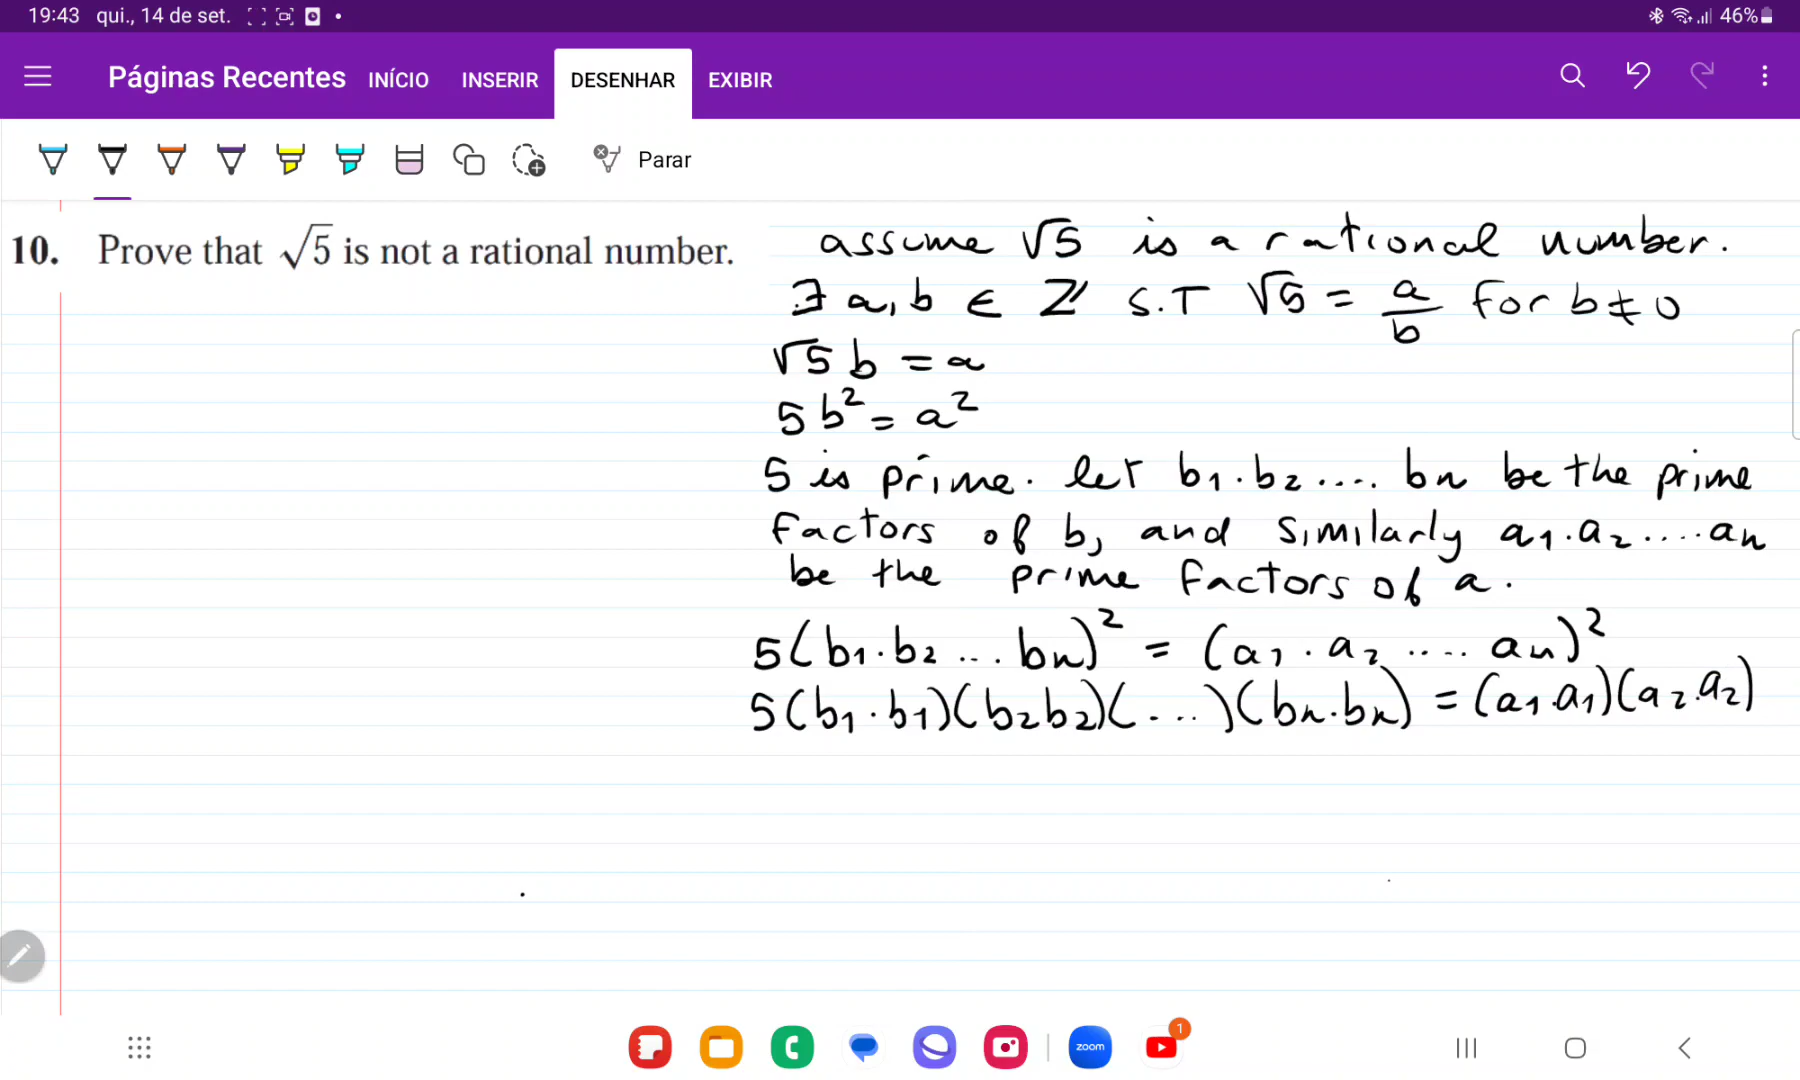 19:43 qui., 14 de set. 46%
Páginas Recentes INÍCIO INSERIR DESENHAR EXIBIR
Parar
10. Prove that √5 is not a rational number.
assume √5 is a rational number.
∃ a, b ∈ ℤ s.T √5 = a/b for b ≠ 0
√5 b = a
5 b² = a²
5 is prime. let b₁·b₂.... bₙ be the prime
factors of b, and similarly a₁.a₂.....aₙ
be the prime factors of a.
5(b₁·b₂ ... bₙ)² = (a₁ · a₂ .... aₙ)²
5(b₁·b₁)(b₂b₂)(....)(bₙ.bₙ) = (a₁.a₁)(a₂.a₂)
zoom
1